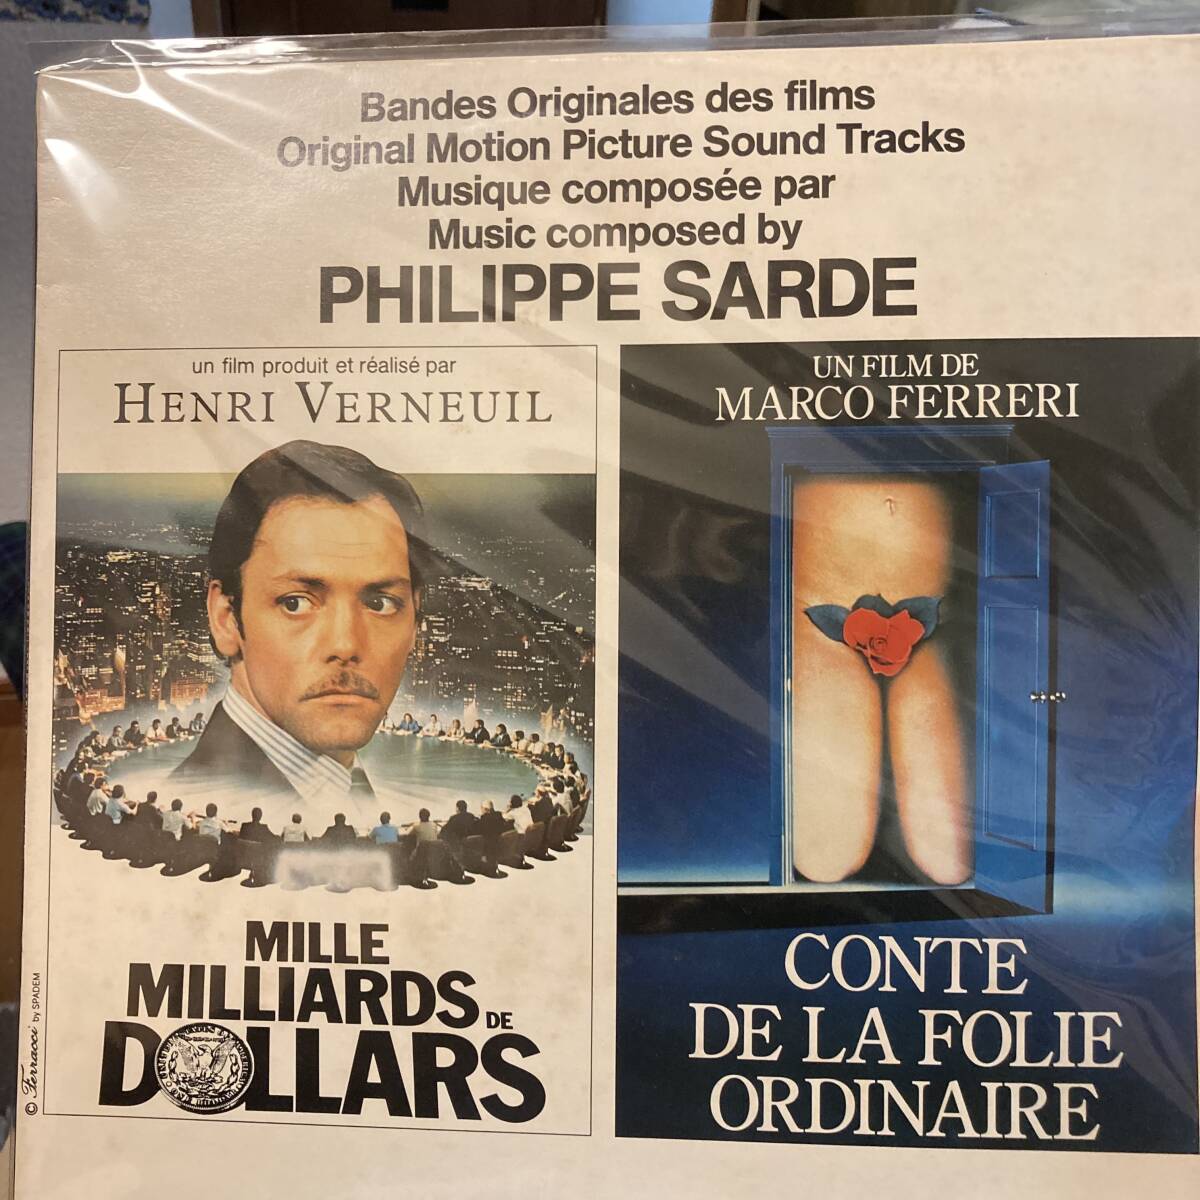 Bandes Originales des films
Original Motion Picture Sound Tracks
Musique composée par
Music composed by
PHILIPPE SARDE
un film produit et réalisé par
HENRI VERNEUIL
MILLE
MILLIARDS DE
DOLLARS
© Ferracci by SPADEM
UN FILM DE
MARCO FERRERI
CONTE
DE LA FOLIE
ORDINAIRE